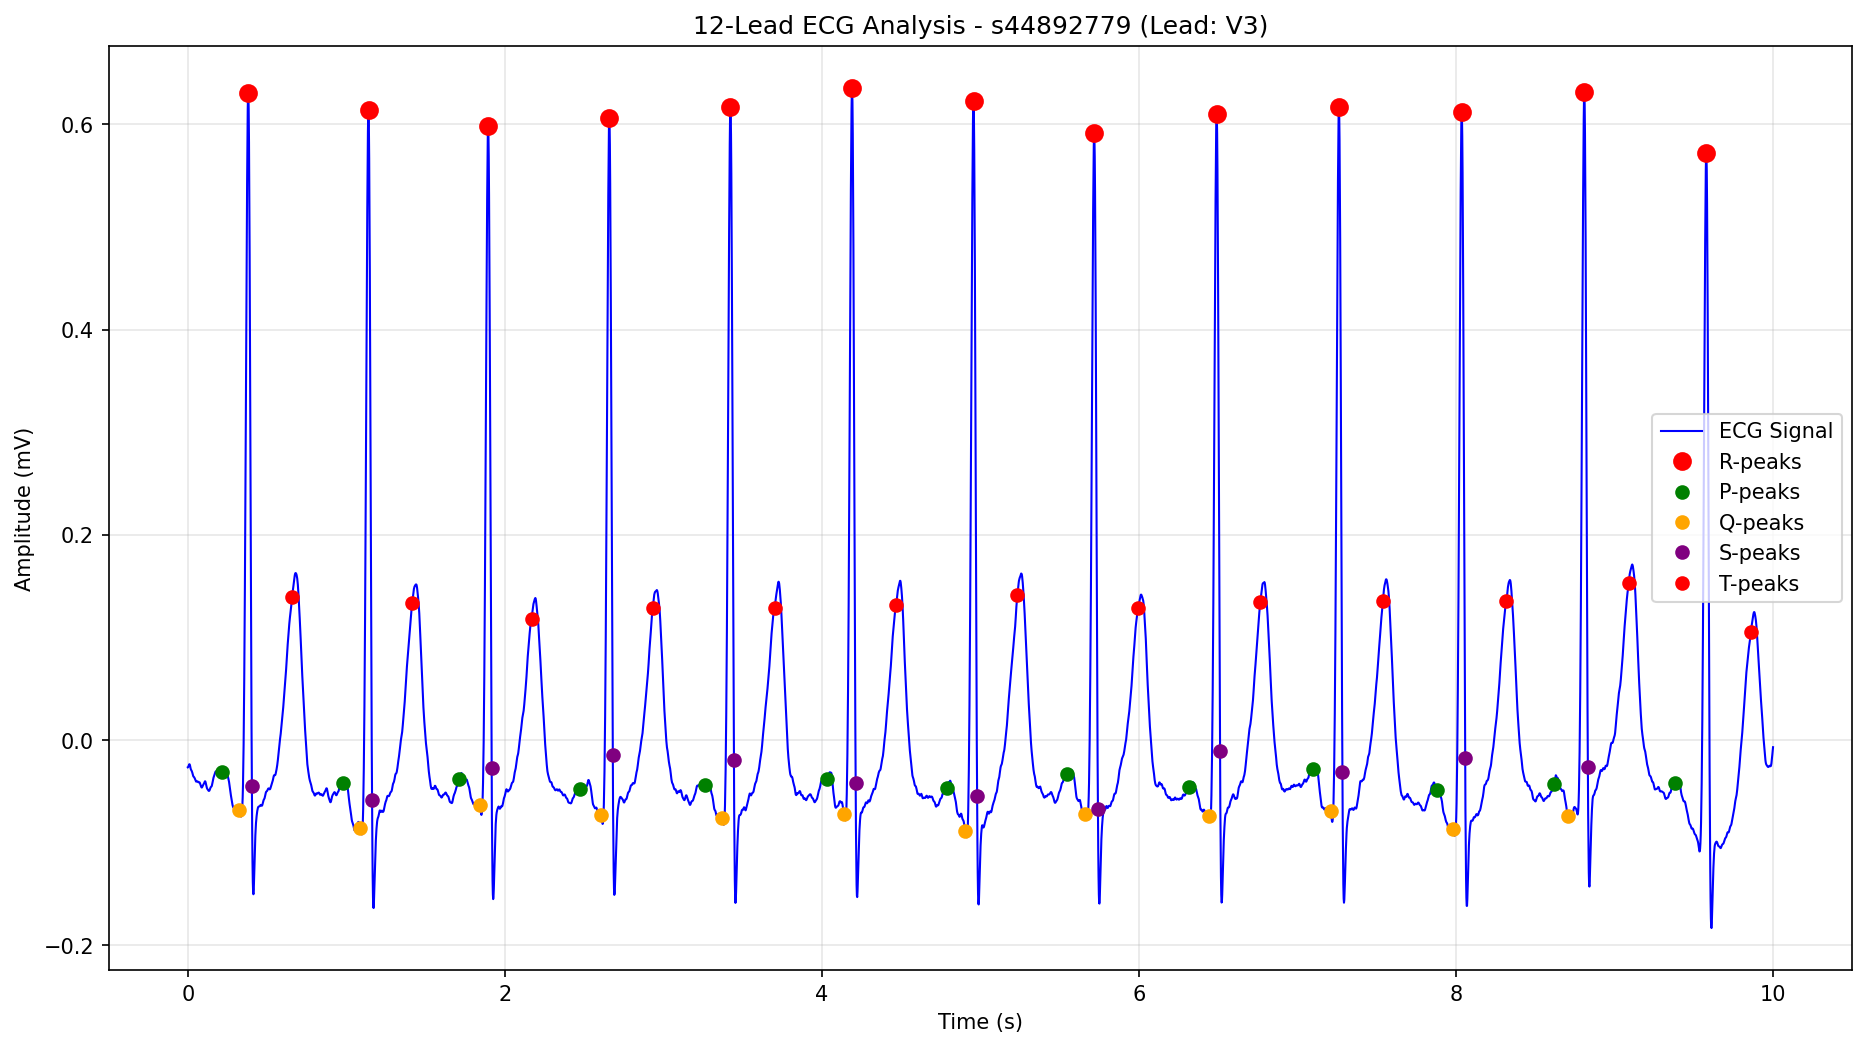 12-Lead ECG Analysis - s44892779 (Lead: V3)
Amplitude (mV)
0.6
0.4
0.2
0.0
−0.2
ECG Signal
R-peaks
P-peaks
Q-peaks
S-peaks
T-peaks
0 2 4 6 8 10
Time (s)